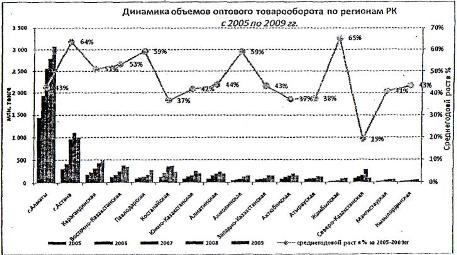 Динамика объемов оптового товарооборота по регионам РК
с 2005 по 2009 гг.
млн. тенге
3 500
3 000
2 500
2 000
1 500
1 000
500
0
43%
64%
53%
59%
37%
42%
44%
59%
43%
37%
38%
65%
19%
43%
70%
60%
50%
40%
30%
20%
10%
0%
Среднегодовой рост в %
г.Алматы
г.Астана
Карагандинская
Восточно-Казахстанская
Павлодарская
Костанайская
Южно-Казахстанская
Алматинская
Акмолинская
Западно-Казахстанская
Актюбинская
Атырауская
Жамбылская
Северо-Казахстанская
Мангистауская
Кызылординская
2005
2006
2007
2008
2009
среднегодовой рост в % за 2005-2009гг